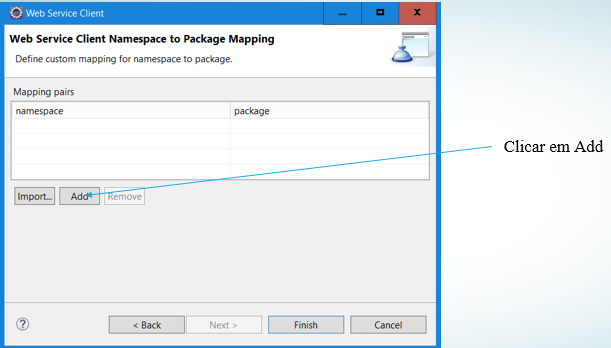 Web Service Client
Web Service Client Namespace to Package Mapping
Define custom mapping for namespace to package.
Mapping pairs
namespace package
Clicar em Add
Import... Add Remove
? < Back Next > Finish Cancel